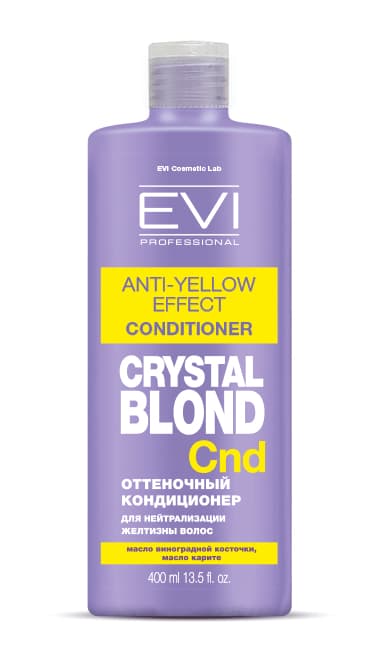 EVI Cosmetic Lab
EVI
PROFESSIONAL
ANTI-YELLOW
EFFECT
CONDITIONER
CRYSTAL
BLOND
Cnd
ОТТЕНОЧНЫЙ
КОНДИЦИОНЕР
ДЛЯ НЕЙТРАЛИЗАЦИИ
ЖЕЛТИЗНЫ ВОЛОС
масло виноградной косточки,
масло карите
400 ml 13.5 fl. oz.